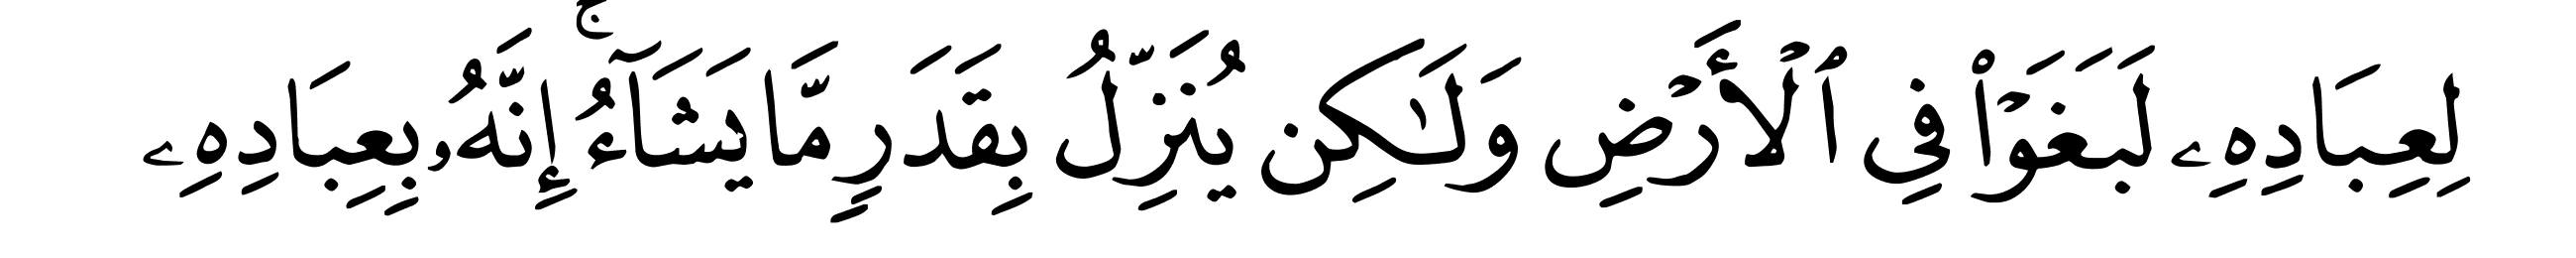 لِعِبَادِهِۦ لَبَغَوْا۟ فِى ٱلْأَرْضِ وَلَـٰكِن يُنَزِّلُ بِقَدَرٍ مَّا يَشَآءُ ۚ إِنَّهُۥ بِعِبَادِهِۦ